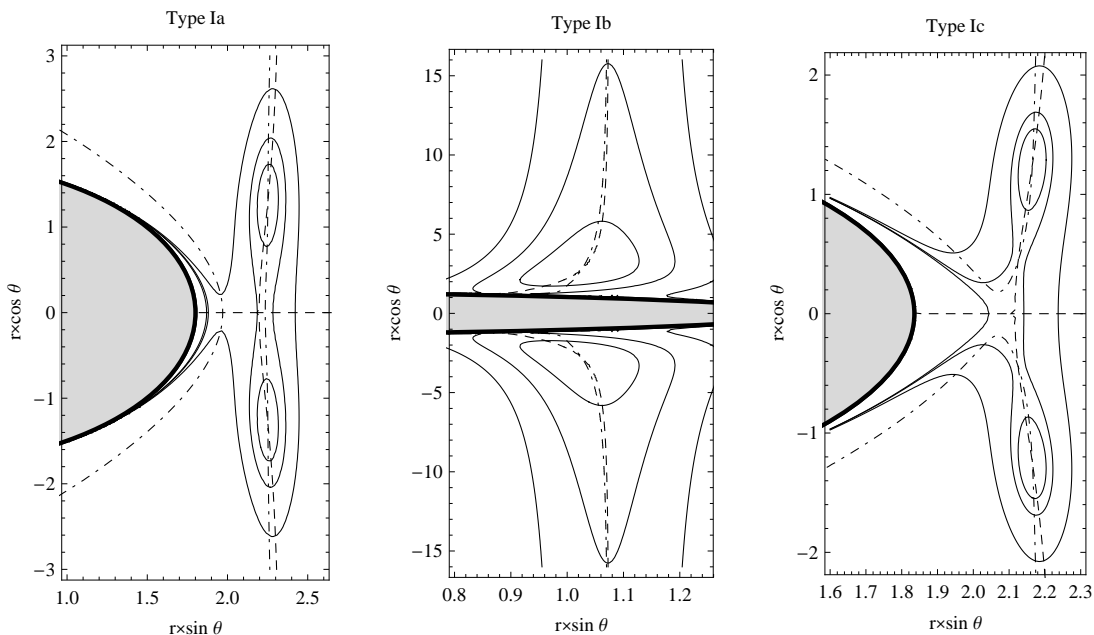 Type Ia
3
2
1
0
−1
−2
−3
r×cos θ
1.0 1.5 2.0 2.5
r×sin θ
Type Ib
15
10
5
0
−5
−10
−15
r×cos θ
0.8 0.9 1.0 1.1 1.2
r×sin θ
Type Ic
2
1
0
−1
−2
r×cos θ
1.6 1.7 1.8 1.9 2.0 2.1 2.2 2.3
r×sin θ